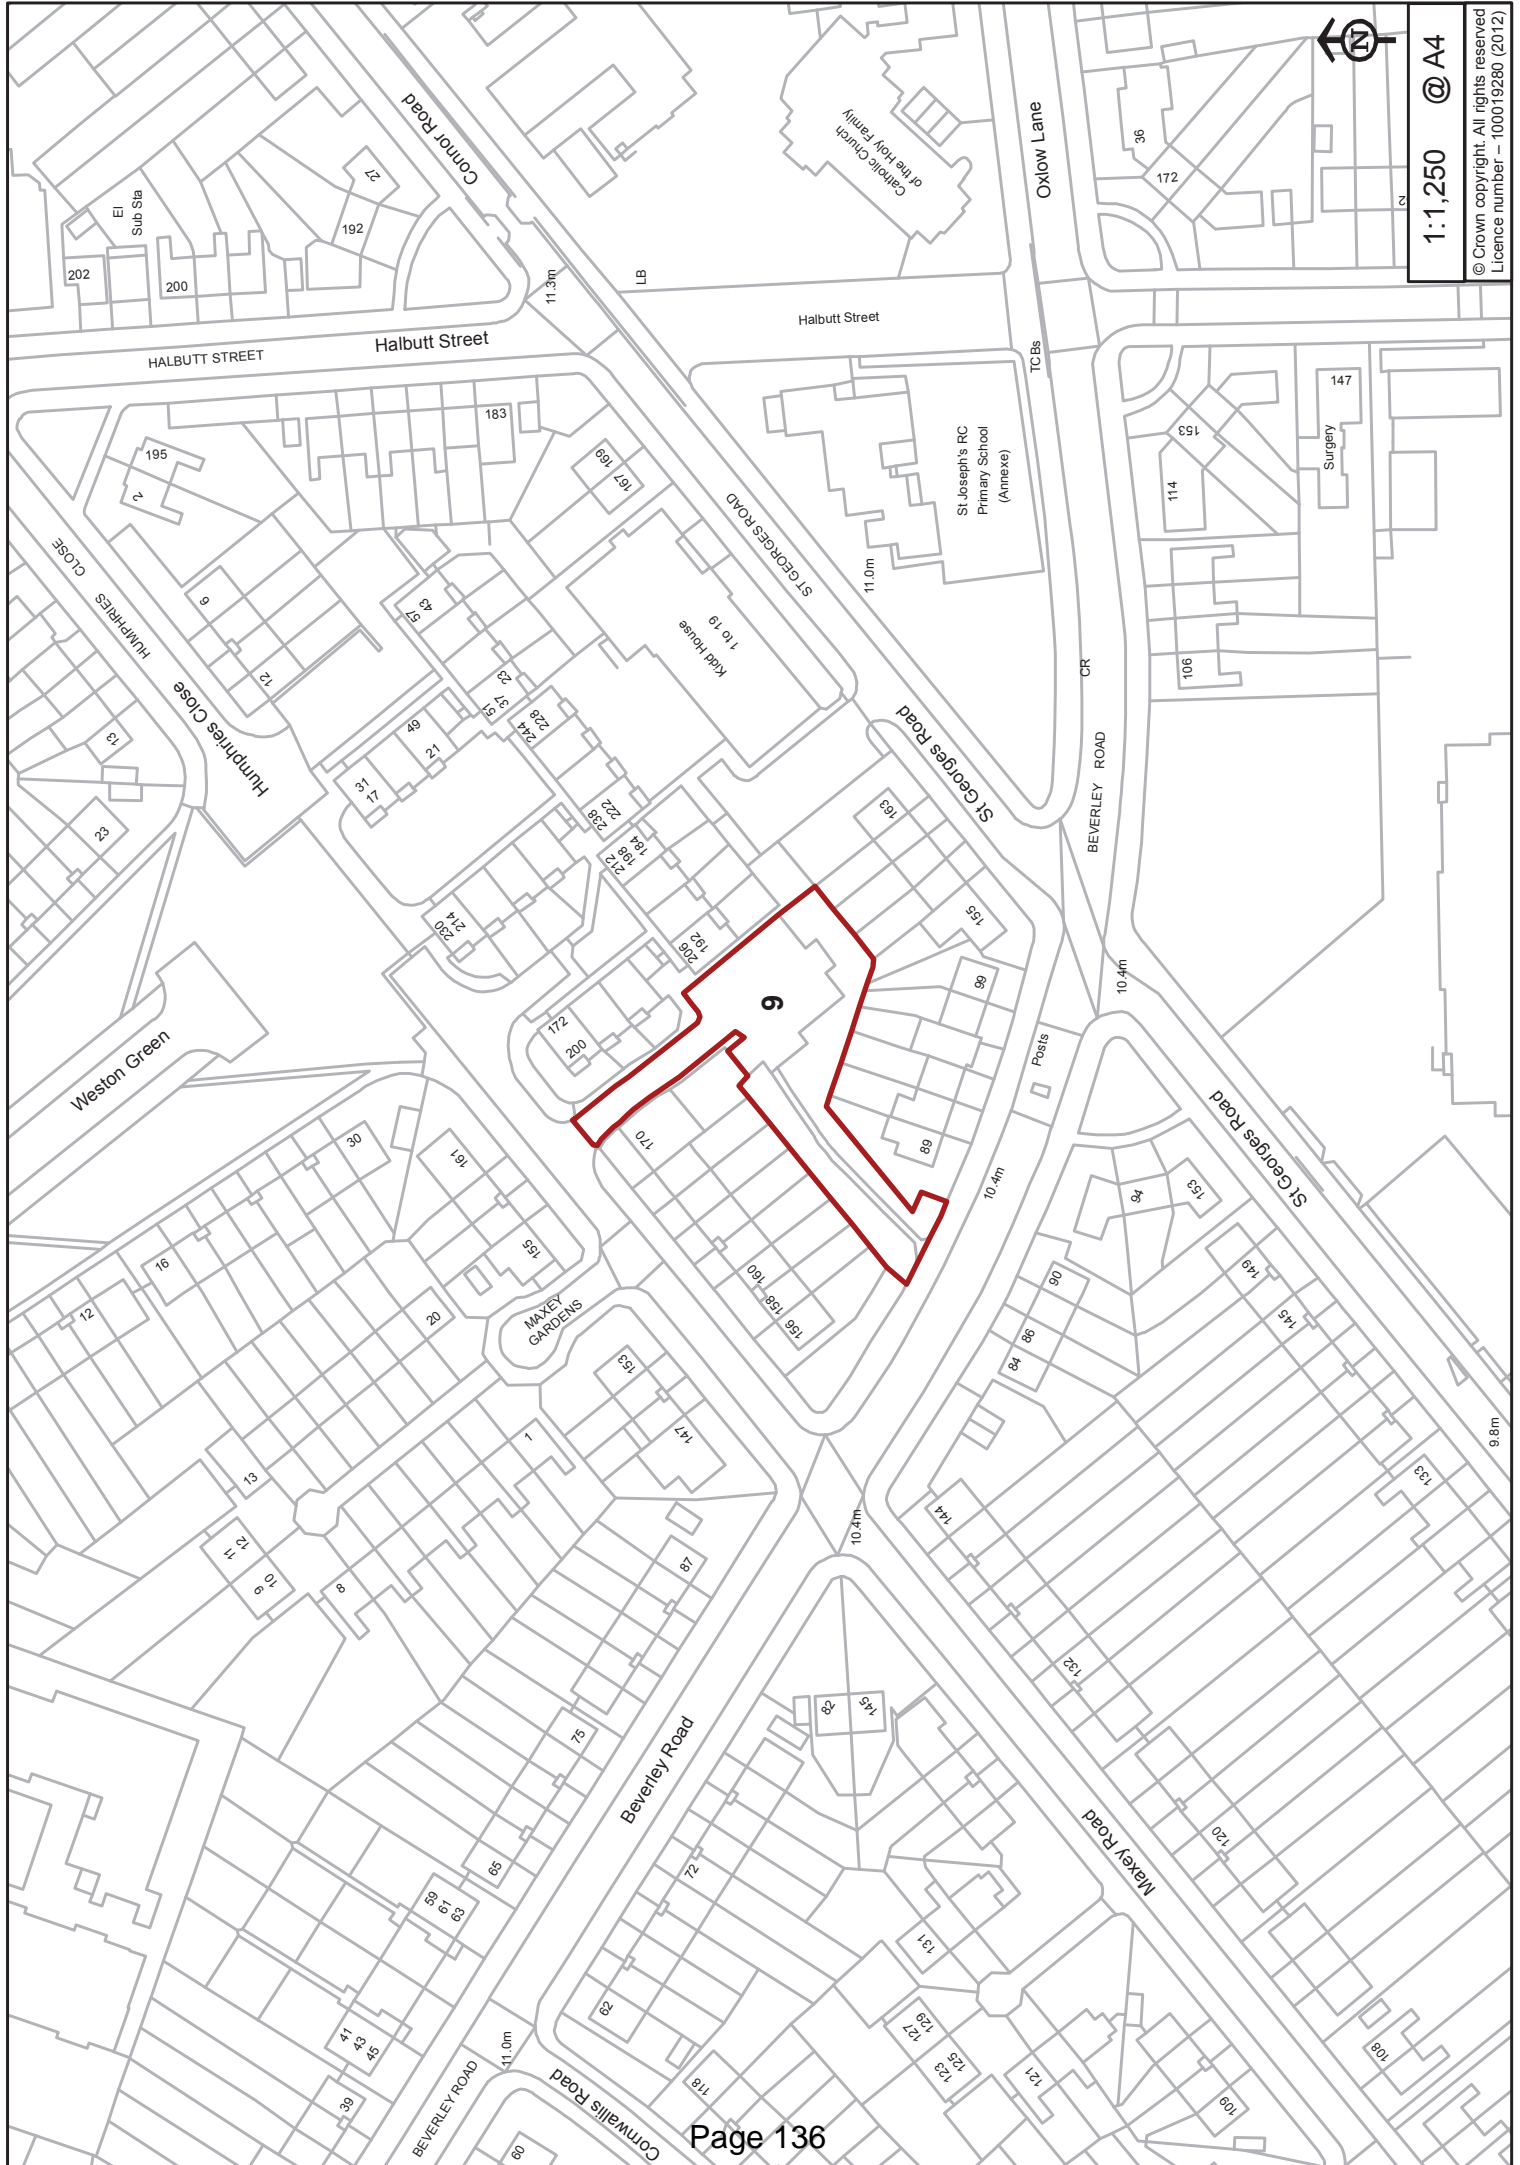 Connor Road
El
Sub Sta
27
192
202
200
HALBUTT STREET
Halbutt Street
11.3m
LB
Halbutt Street
Catholic Church
of the Holy Family
Oxlow Lane
36
172
N
1:1,250 @ A4
© Crown copyright. All rights reserved
Licence number – 100019280 (2012)
TCBs
195
2
183
169
167
ST GEORGES ROAD
St Joseph's RC
Primary School
(Annexe)
11.0m
153
114
147
Surgery
106
CLOSE
HUMPHRIES
6
12
Humphries Close
13
23
57
43
Kidd House
1 to 19
51
37
23
49
21
31
17
244
228
238
222
212
198
184
206
192
230
214
172
200
163
St Georges Road
155
CR
BEVERLEY ROAD
9
99
89
10.4m
Posts
10.4m
Weston Green
30
161
155
16
12
20
MAXEY
GARDENS
170
160
158
156
153
147
94
153
90
86
84
149
145
St Georges Road
St Georges Road
1
13
12
11
10
9
8
87
10.4m
144
133
9.8m
132
120
75
65
59
61
63
Beverley Road
82
145
72
62
131
Maxey Road
41
43
45
39
BEVERLEY ROAD
11.0m
60
Cornwallis Road
118
129
127
125
123
121
109
108
Page 136